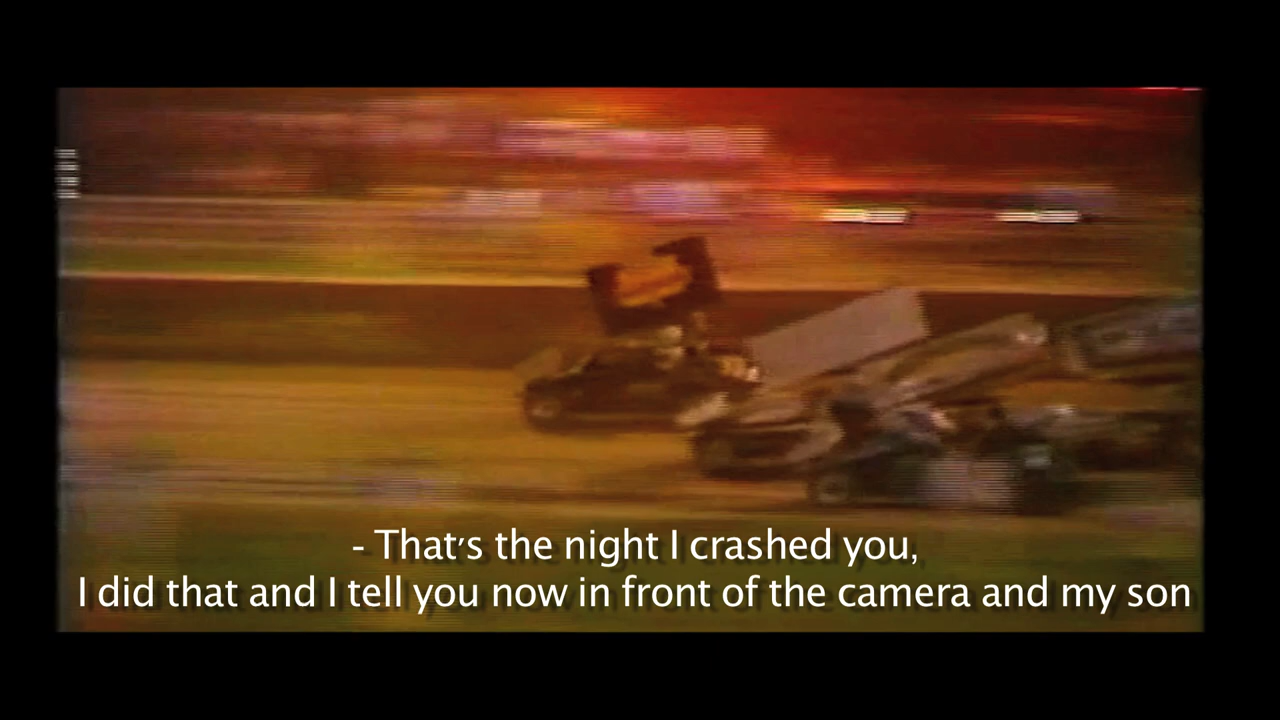 - That's the night I crashed you,
I did that and I tell you now in front of the camera and my son